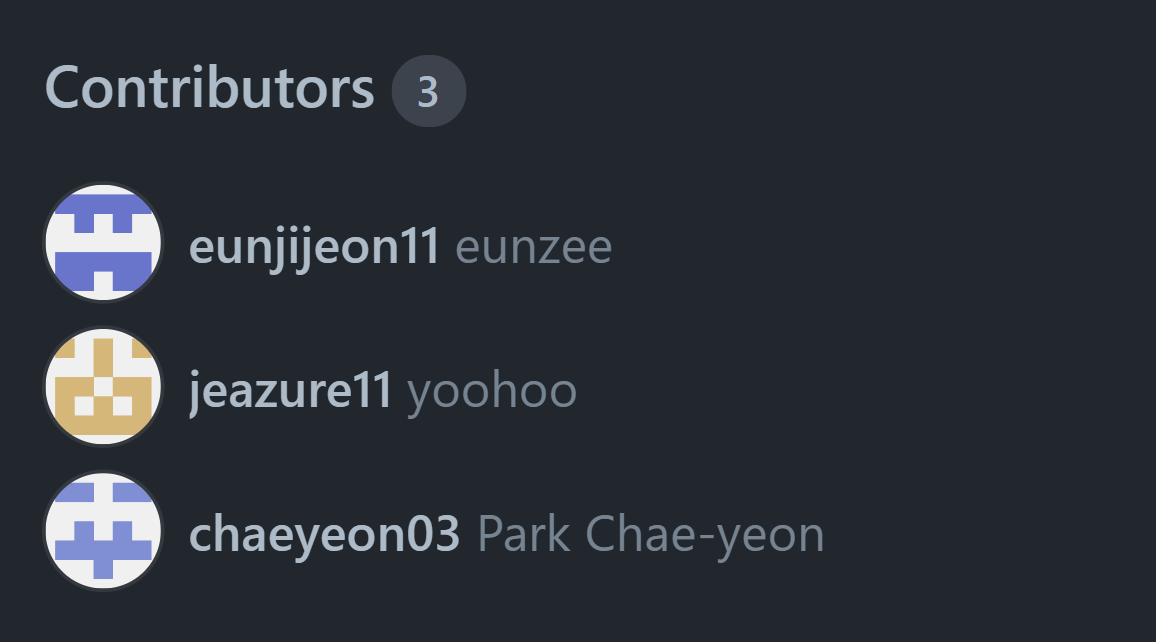 Contributors 3
eunjijeon11 eunzee
jeazure11 yoohoo
chaeyeon03 Park Chae-yeon